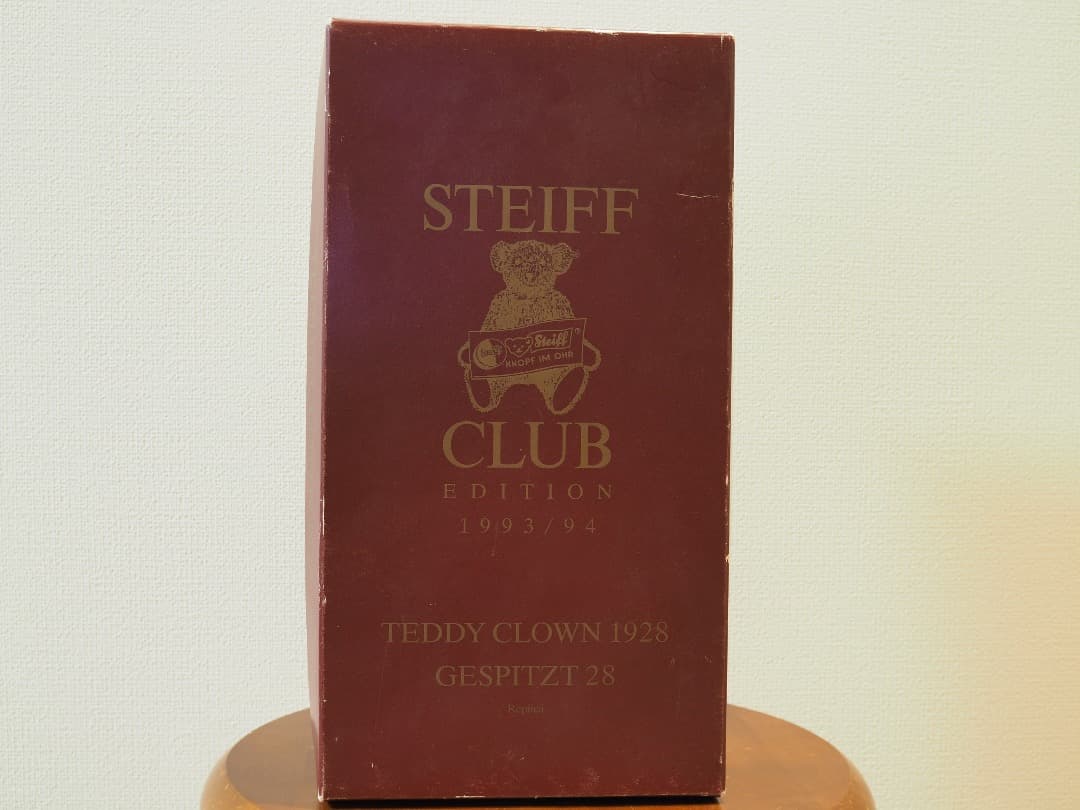 STEIFF
Steiff
KNOPF IM OHR
CLUB
EDITION
1993/94
TEDDY CLOWN 1928
GESPITZT 28
Replica